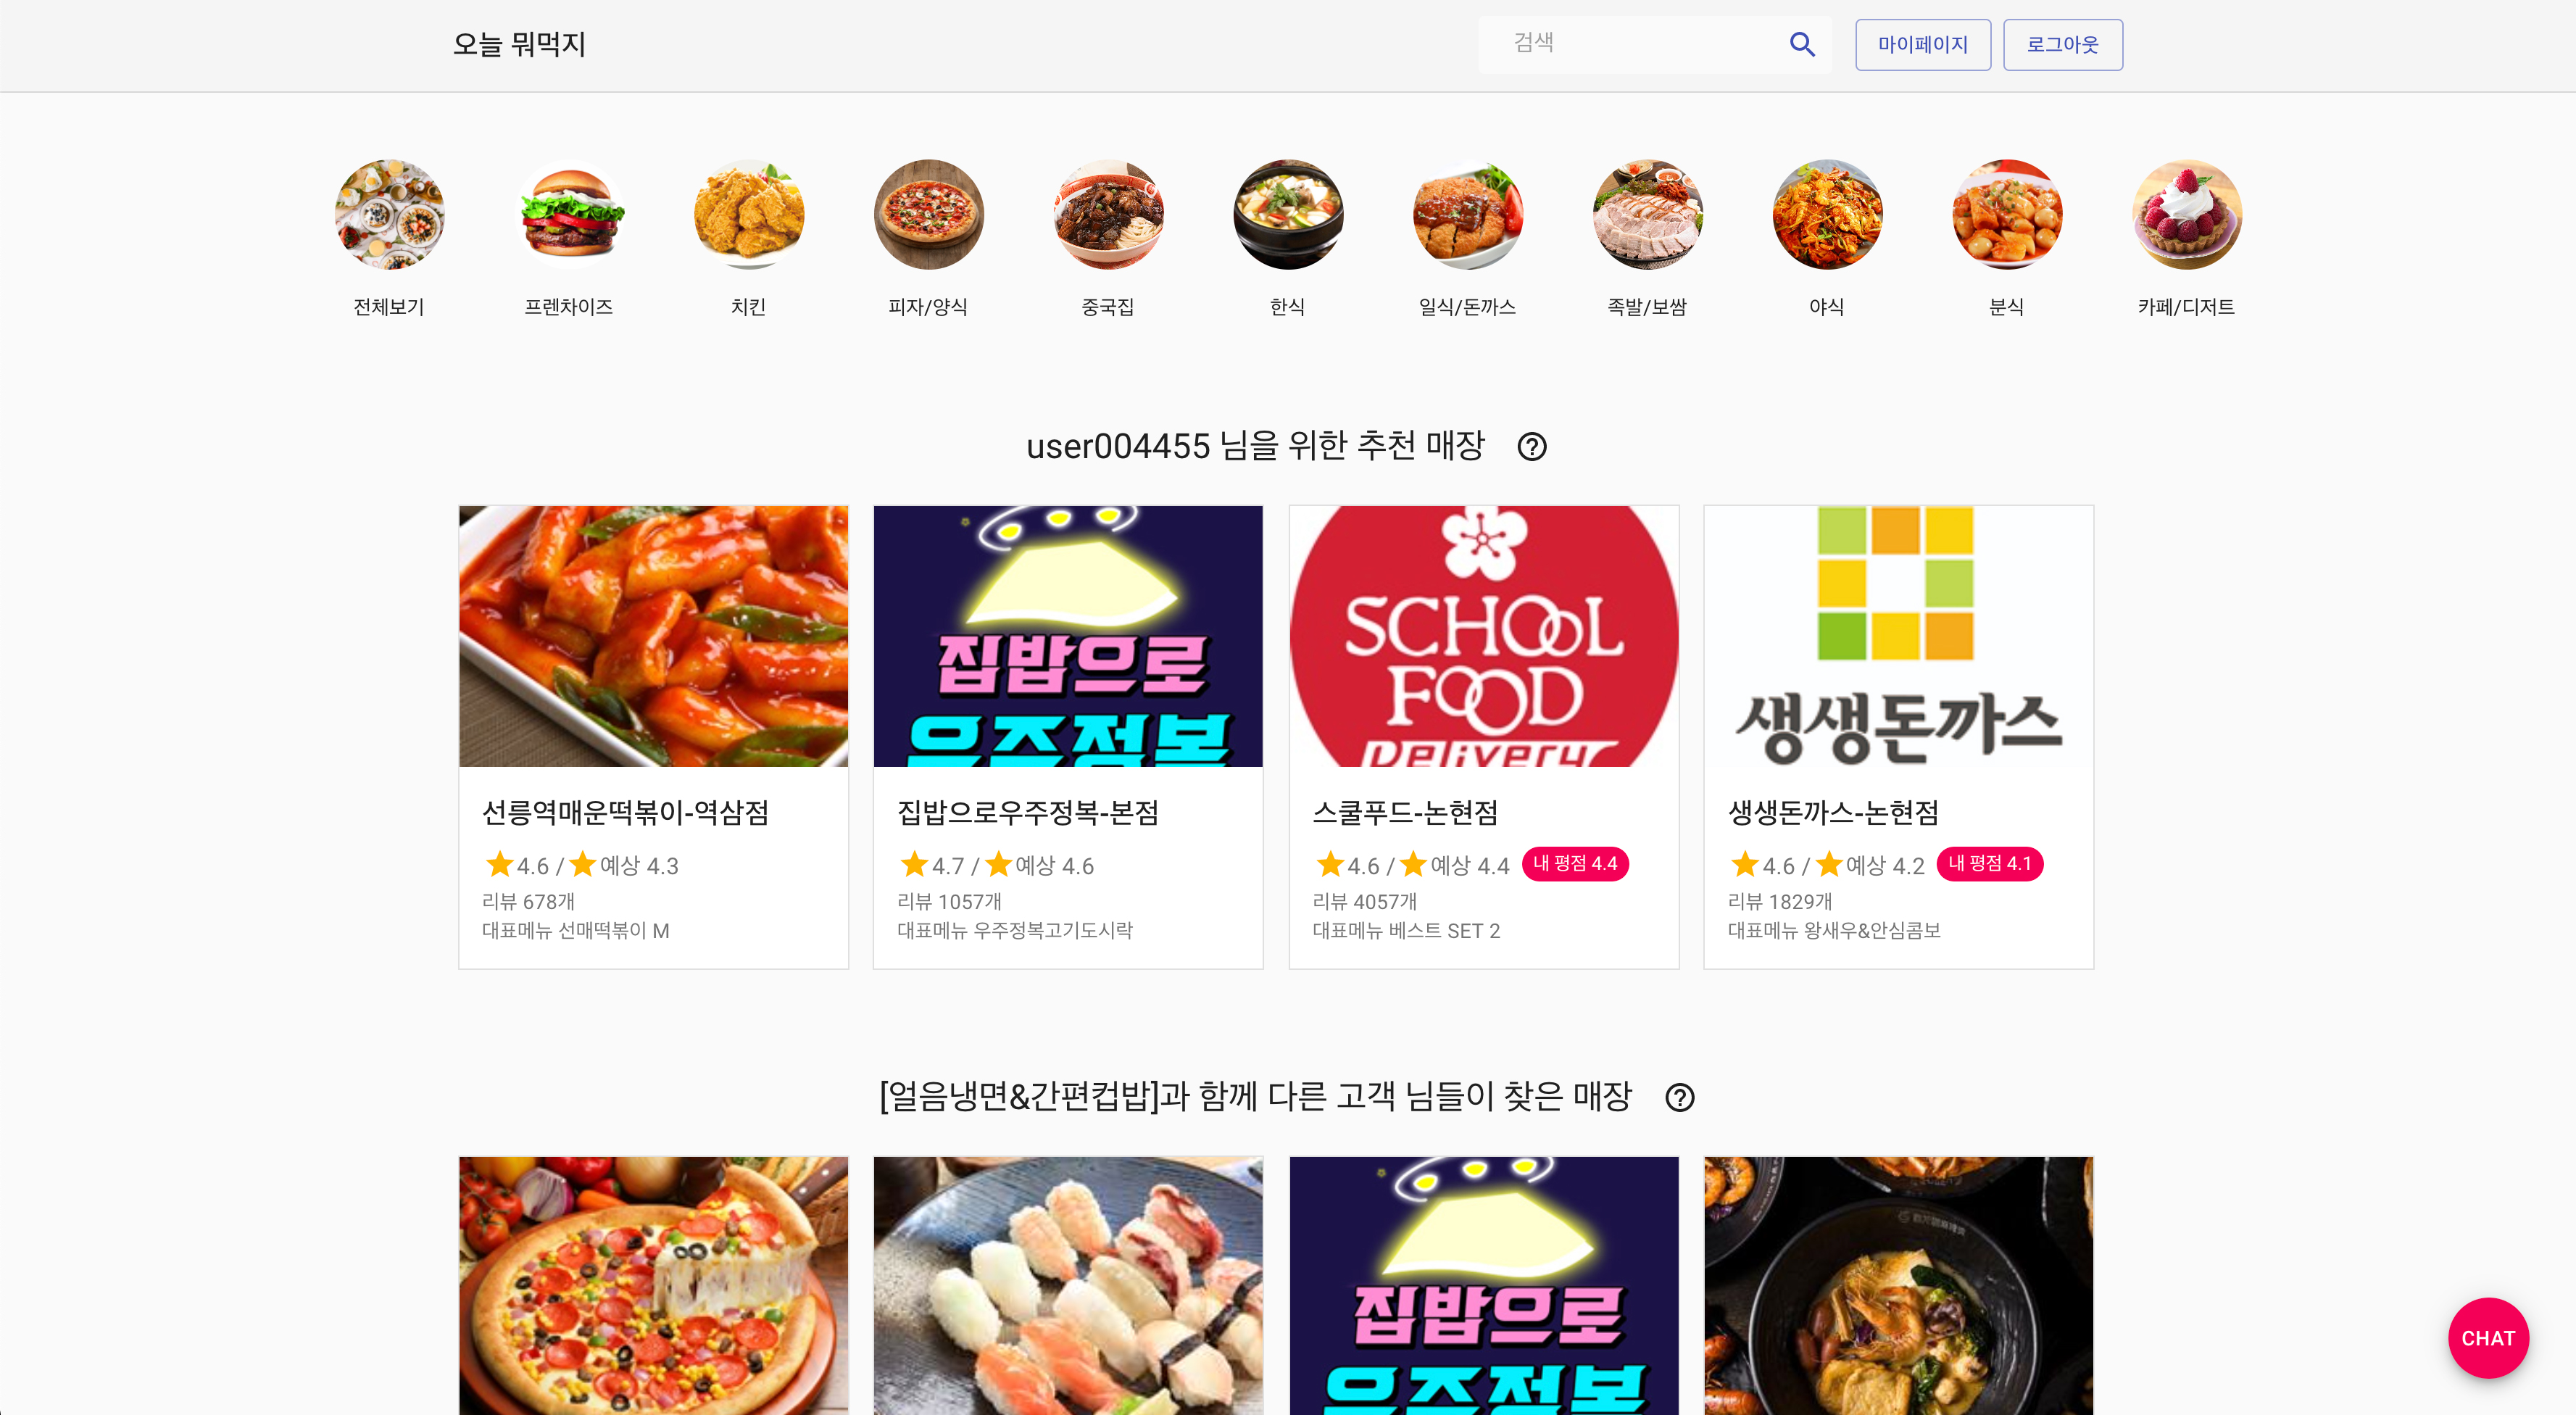 오늘 뭐먹지
검색
마이페이지
로그아웃
전체보기
프렌차이즈
치킨
피자/양식
중국집
한식
일식/돈까스
족발/보쌈
야식
분식
카페/디저트
user004455 님을 위한 추천 매장
집밥으로
우주정복
SCHOOL
FOOD
Delivery
생생돈까스
선릉역매운떡볶이-역삼점
4.6 / 예상 4.3
리뷰 678개
대표메뉴 선매떡볶이 M
집밥으로우주정복-본점
4.7 / 예상 4.6
리뷰 1057개
대표메뉴 우주정복고기도시락
스쿨푸드-논현점
4.6 / 예상 4.4 내 평점 4.4
리뷰 4057개
대표메뉴 베스트 SET 2
생생돈까스-논현점
4.6 / 예상 4.2 내 평점 4.1
리뷰 1829개
대표메뉴 왕새우&안심콤보
[얼음냉면&간편컵밥]과 함께 다른 고객 님들이 찾은 매장
집밥으로
우주정복
CHAT